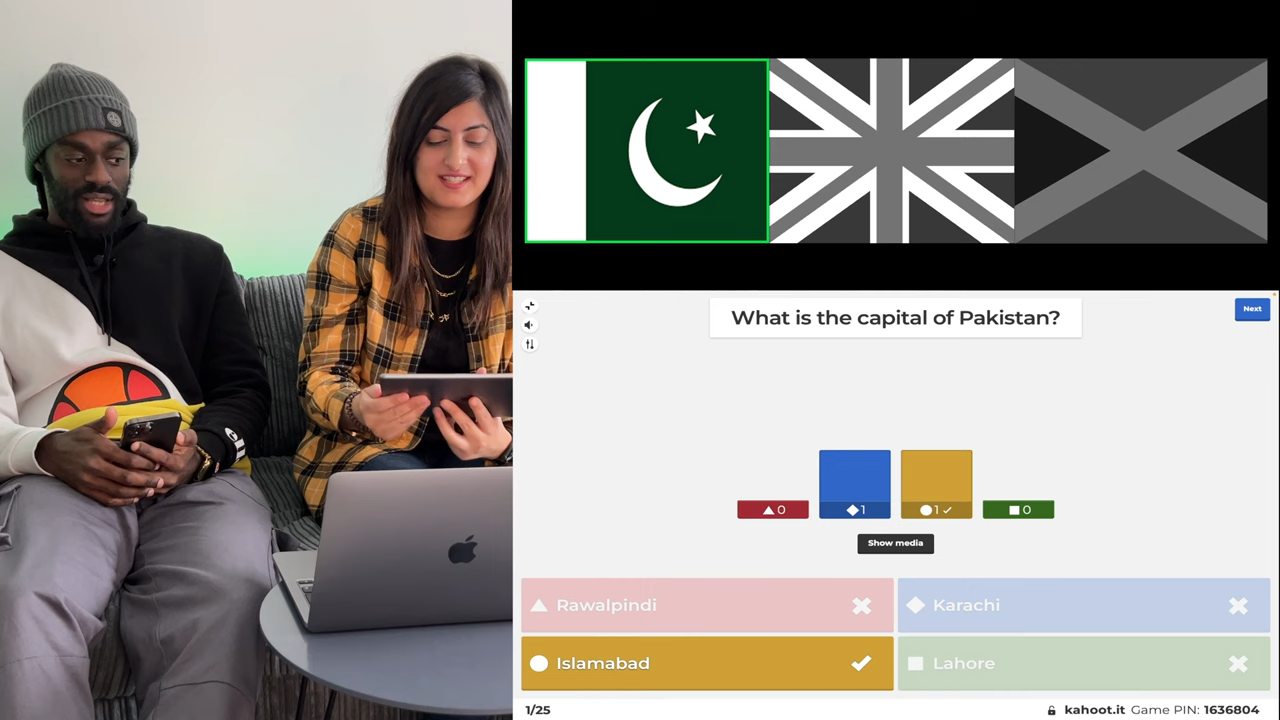 What is the capital of Pakistan?
Next
0
1
1
0
Show media
Rawalpindi
Karachi
Islamabad
Lahore
1/25
kahoot.it Game PIN: 1636804